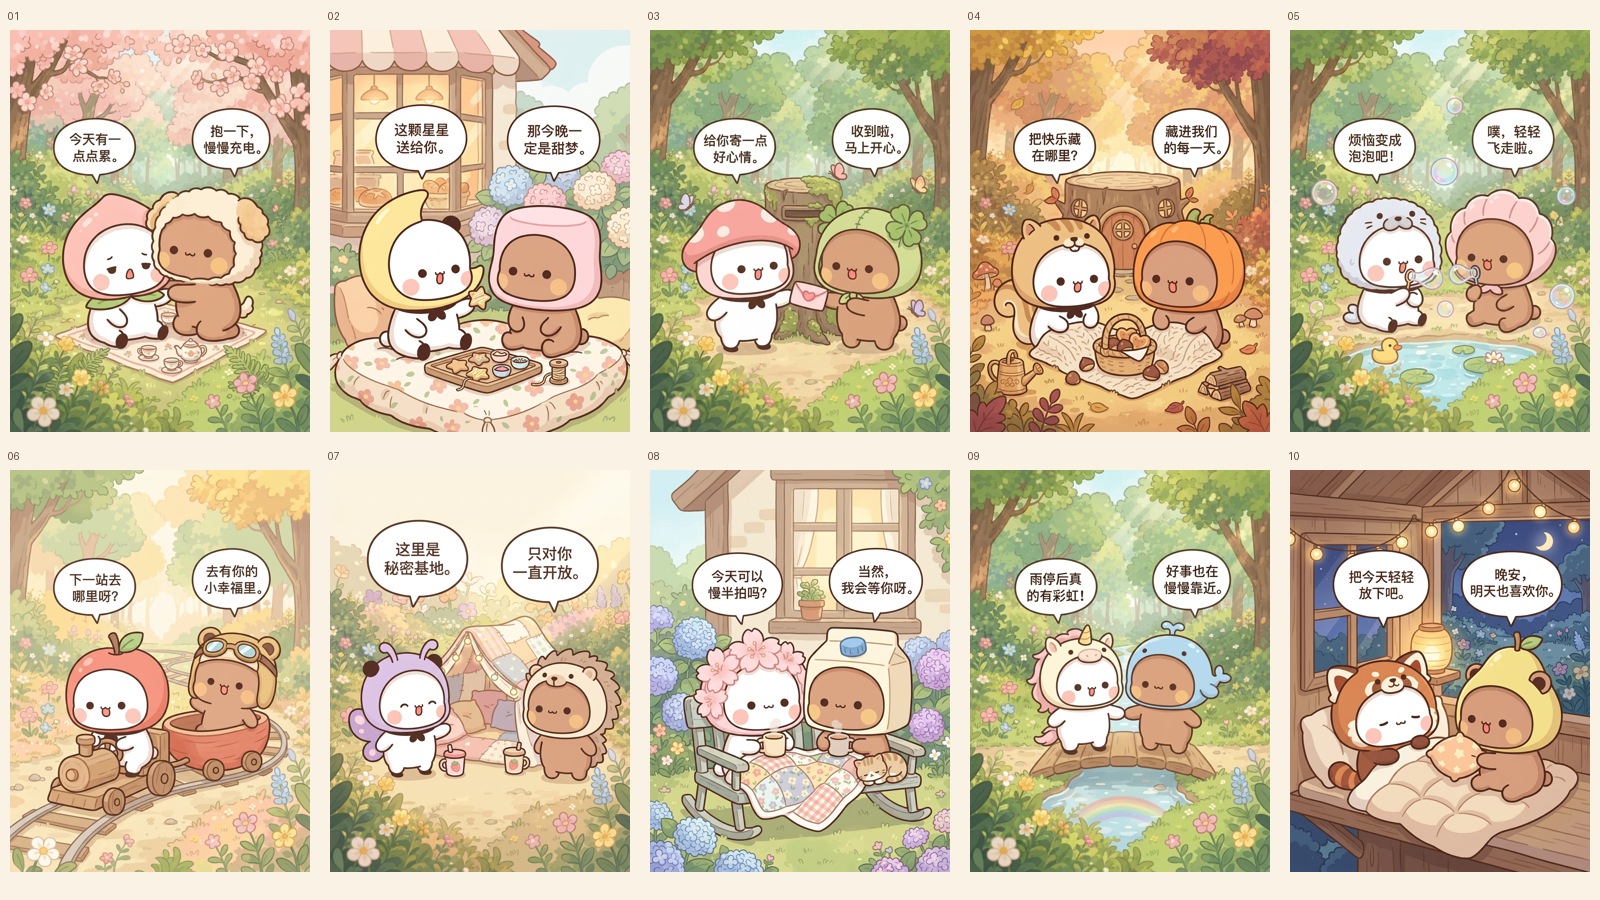 01
今天有一
点点累。
抱一下，
慢慢充电。
02
这颗星星
送给你。
那今晚一
定是甜梦。
03
给你寄一点
好心情。
收到啦，
马上开心。
04
把快乐藏
在哪里？
藏进我们
的每一天。
05
烦恼变成
泡泡吧！
噗，轻轻
飞走啦。
06
下一站去
哪里呀？
去有你的
小幸福里。
07
这里是
秘密基地。
只对你
一直开放。
08
今天可以
慢半拍吗？
当然，
我会等你呀。
09
雨停后真
的有彩虹！
好事也在
慢慢靠近。
10
把今天轻轻
放下吧。
晚安，
明天也喜欢你。